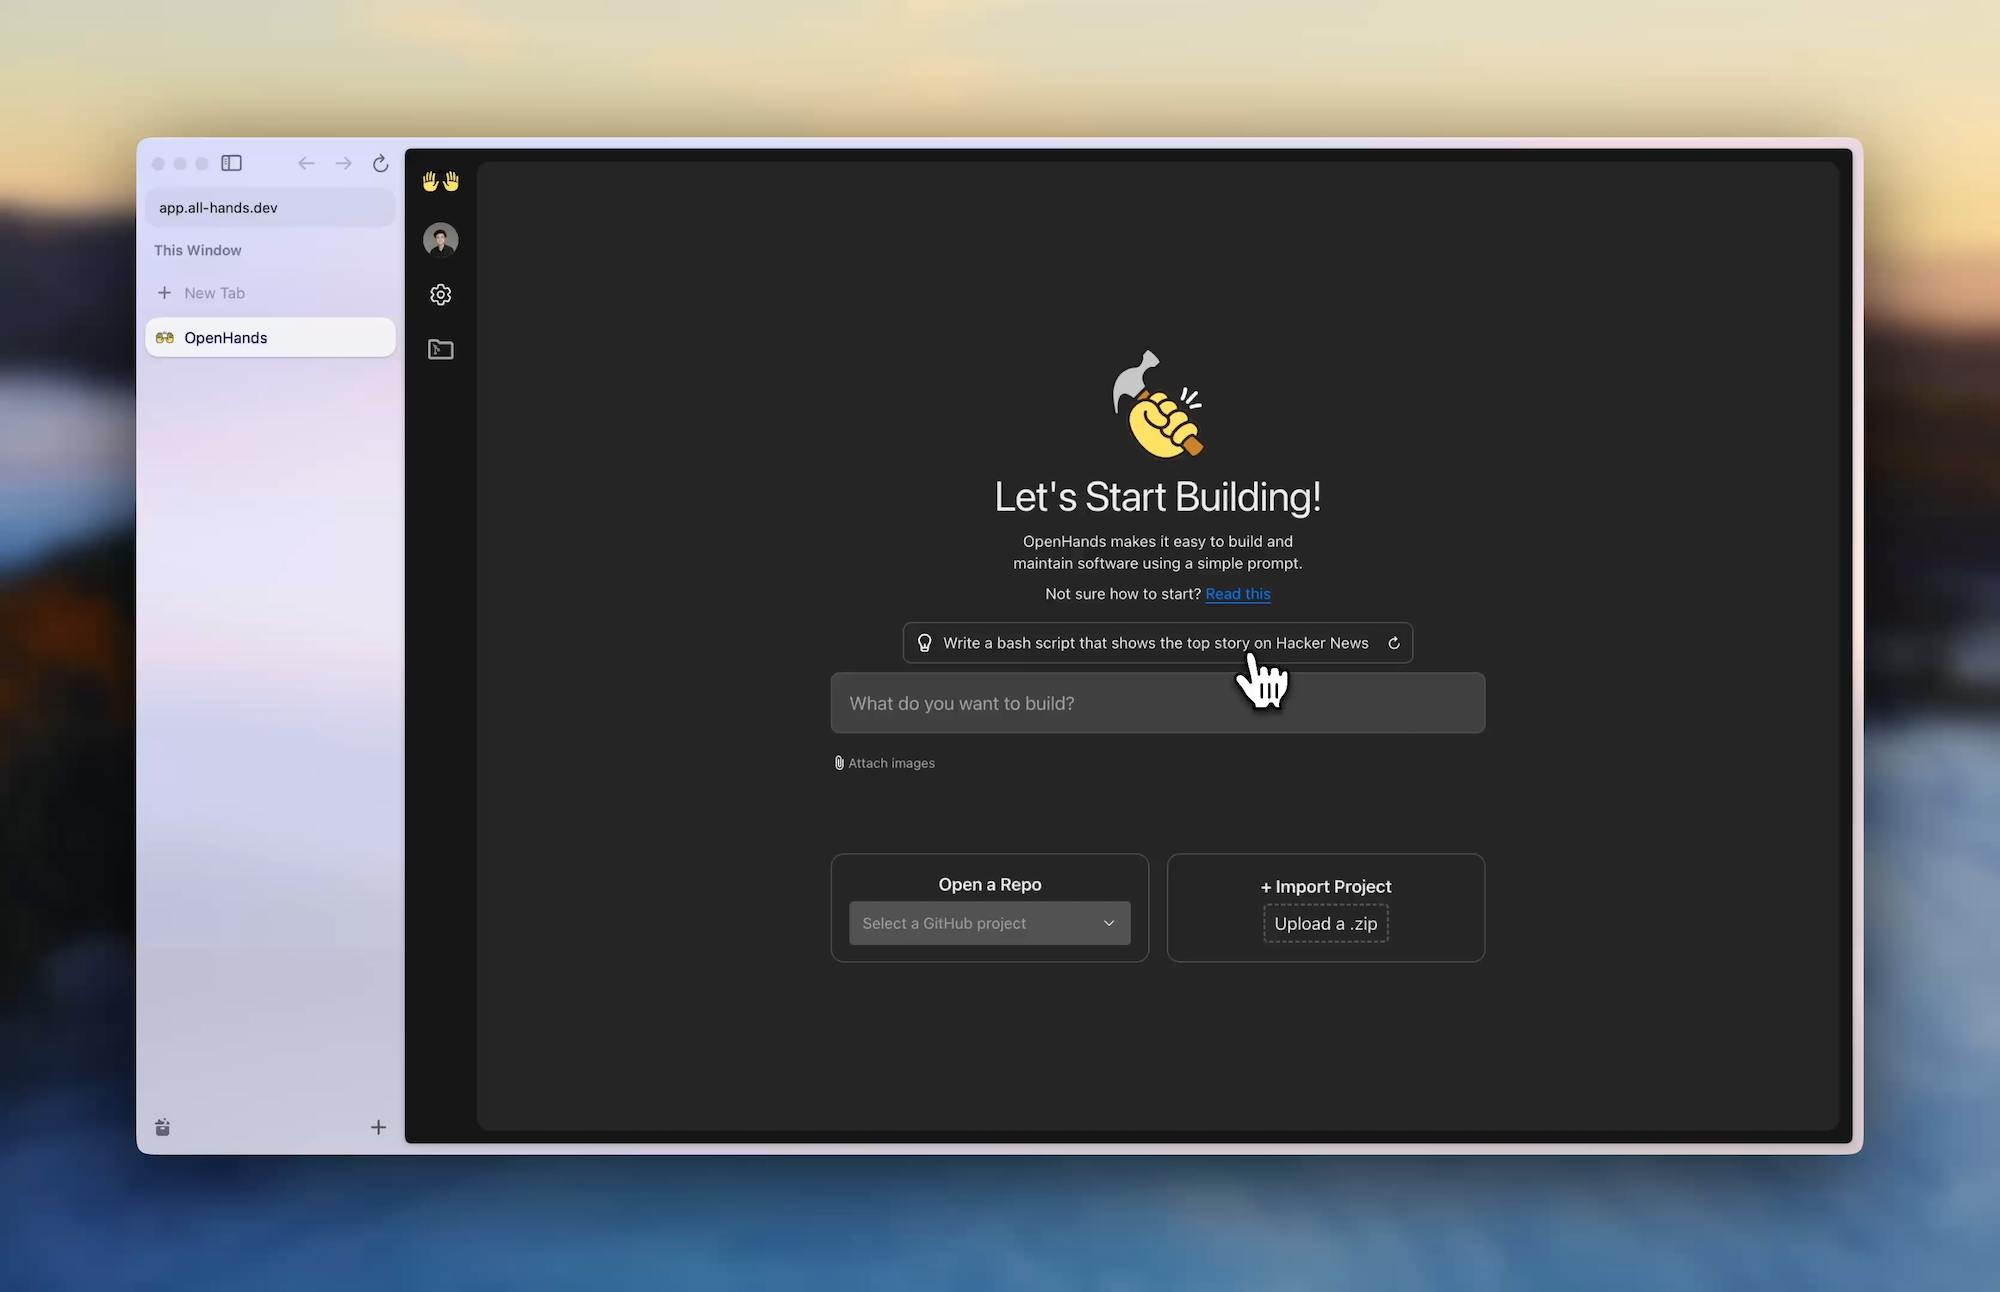 app.all-hands.dev
This Window
New Tab
OpenHands
Let's Start Building!
OpenHands makes it easy to build and
maintain software using a simple prompt.
Not sure how to start? Read this
Write a bash script that shows the top story on Hacker News
What do you want to build?
Attach images
Open a Repo
Select a GitHub project
+ Import Project
Upload a .zip